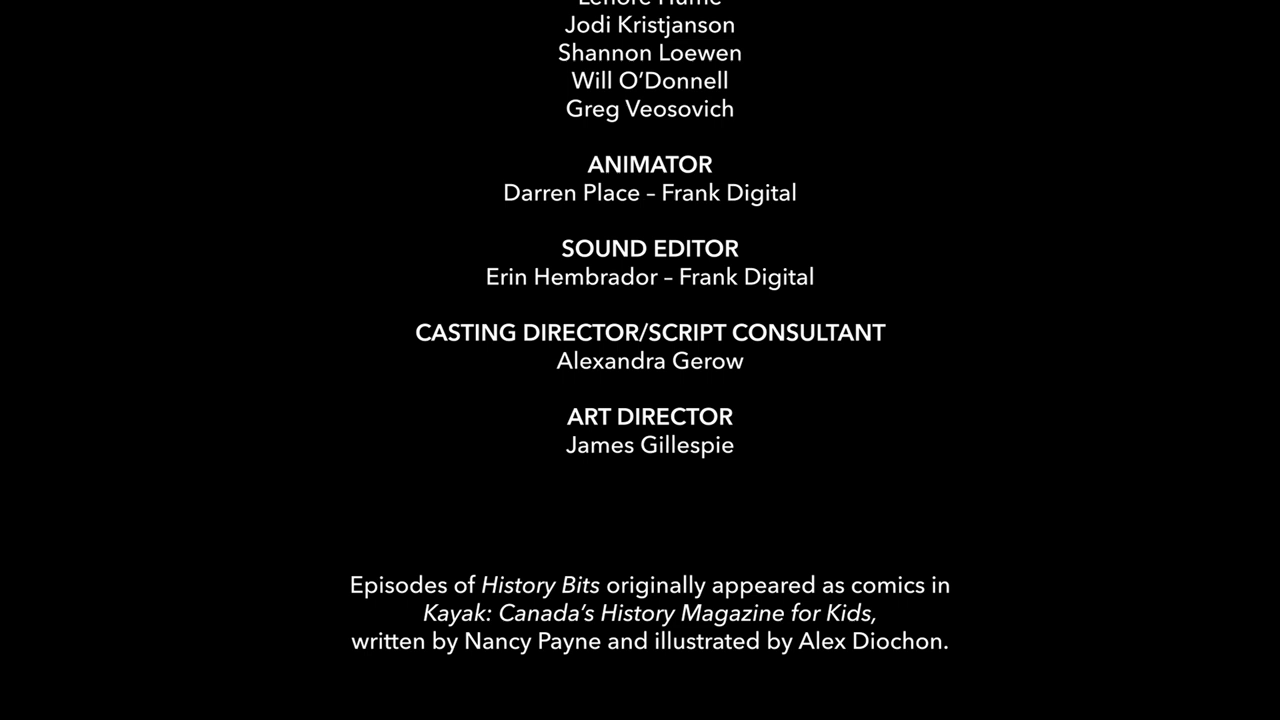 Lenore Hume
Jodi Kristjanson
Shannon Loewen
Will O’Donnell
Greg Veosovich
ANIMATOR
Darren Place – Frank Digital
SOUND EDITOR
Erin Hembrador – Frank Digital
CASTING DIRECTOR/SCRIPT CONSULTANT
Alexandra Gerow
ART DIRECTOR
James Gillespie
Episodes of History Bits originally appeared as comics in
Kayak: Canada’s History Magazine for Kids,
written by Nancy Payne and illustrated by Alex Diochon.